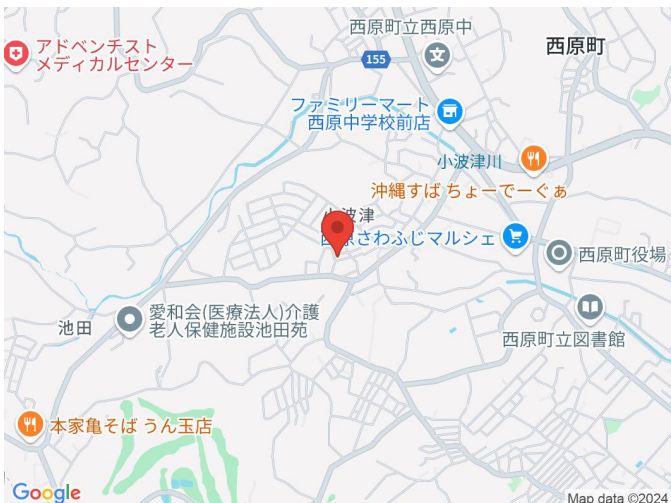 西原町立西原中
西原町
アドベンチスト
メディカルセンター
155
文
ファミリーマート
西原中学校前店
小波津川
沖縄すば ちょーでーぐぁ
小波津
西原さわふじマルシェ
西原町役場
愛和会(医療法人)介護
老人保健施設池田苑
池田
西原町立図書館
本家亀そば うん玉店
Google
Map data ©2024